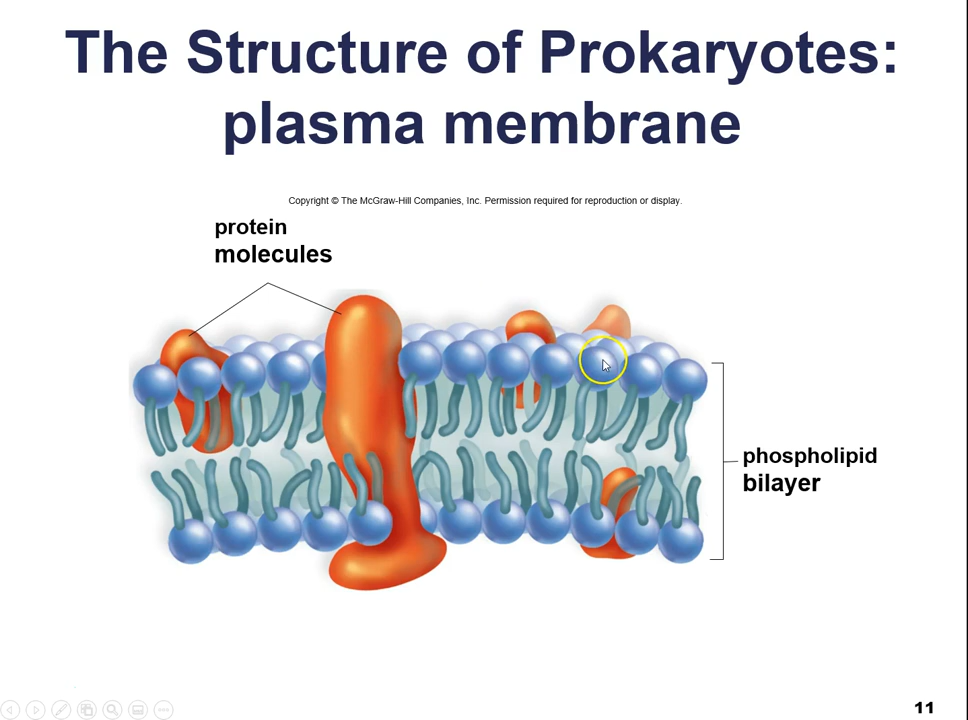 The Structure of Prokaryotes:
plasma membrane
Copyright © The McGraw-Hill Companies, Inc. Permission required for reproduction or display.
protein
molecules
phospholipid
bilayer
11